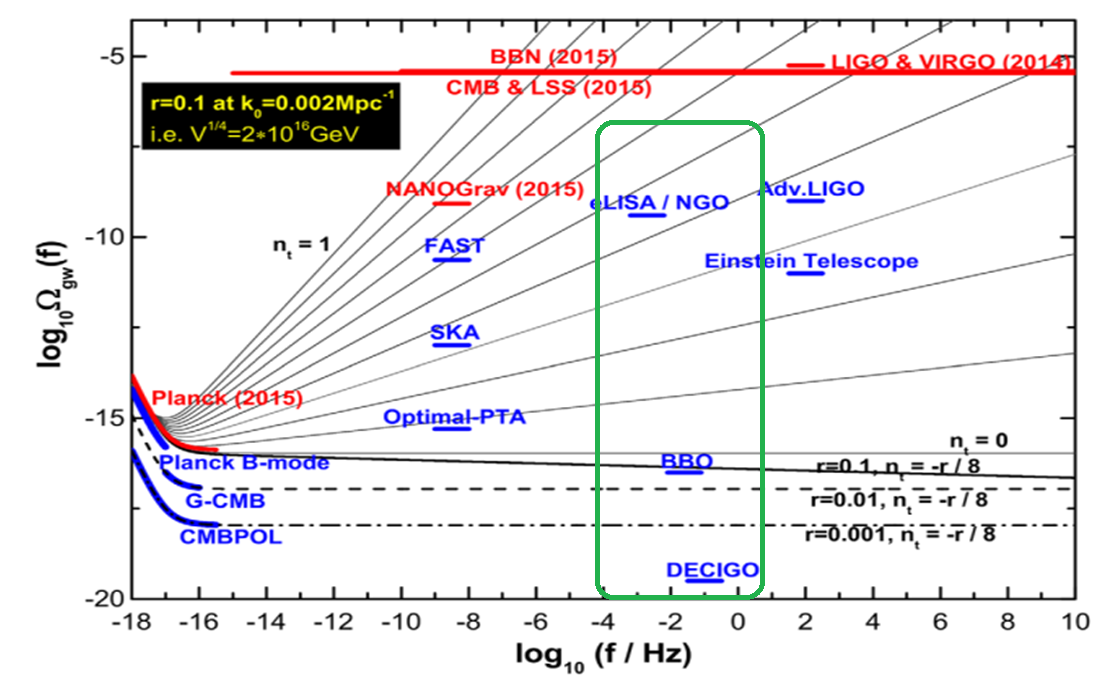 -5
-10
-15
-20
log10Ωgw(f)
BBN (2015)
LIGO & VIRGO (2014)
CMB & LSS (2015)
r=0.1 at k0=0.002Mpc-1
i.e. V1/4=2*1016GeV
NANOGrav (2015)
eLISA / NGO
Adv.LIGO
nt = 1
FAST
Einstein Telescope
SKA
Planck (2015)
Optimal-PTA
nt = 0
Planck B-mode
BBO
r=0.1, nt = -r / 8
G-CMB
r=0.01, nt = -r / 8
CMBPOL
r=0.001, nt = -r / 8
DECIGO
-18 -16 -14 -12 -10 -8 -6 -4 -2 0 2 4 6 8 10
log10 (f / Hz)